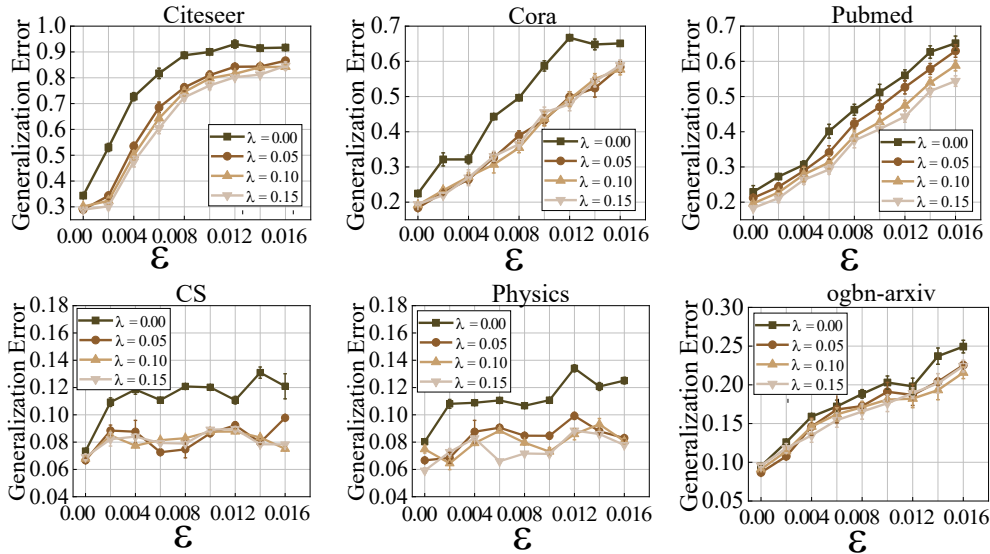 Citeseer
Generalization Error
1.0
0.9
0.8
0.7
0.6
0.5
0.4
0.3
λ = 0.00
λ = 0.05
λ = 0.10
λ = 0.15
0.00 0.004 0.008 0.012 0.016
ε
Cora
Generalization Error
0.7
0.6
0.5
0.4
0.3
0.2
λ = 0.00
λ = 0.05
λ = 0.10
λ = 0.15
0.00 0.004 0.008 0.012 0.016
ε
Pubmed
Generalization Error
0.7
0.6
0.5
0.4
0.3
0.2
λ = 0.00
λ = 0.05
λ = 0.10
λ = 0.15
0.00 0.004 0.008 0.012 0.016
ε
CS
Generalization Error
0.18
0.16
0.14
0.12
0.10
0.08
0.06
0.04
λ = 0.00
λ = 0.05
λ = 0.10
λ = 0.15
0.00 0.004 0.008 0.012 0.016
ε
Physics
Generalization Error
0.18
0.16
0.14
0.12
0.10
0.08
0.06
0.04
λ = 0.00
λ = 0.05
λ = 0.10
λ = 0.15
0.00 0.004 0.008 0.012 0.016
ε
ogbn-arxiv
Generalization Error
0.30
0.25
0.20
0.15
0.10
0.05
λ = 0.00
λ = 0.05
λ = 0.10
λ = 0.15
0.00 0.004 0.008 0.012 0.016
ε